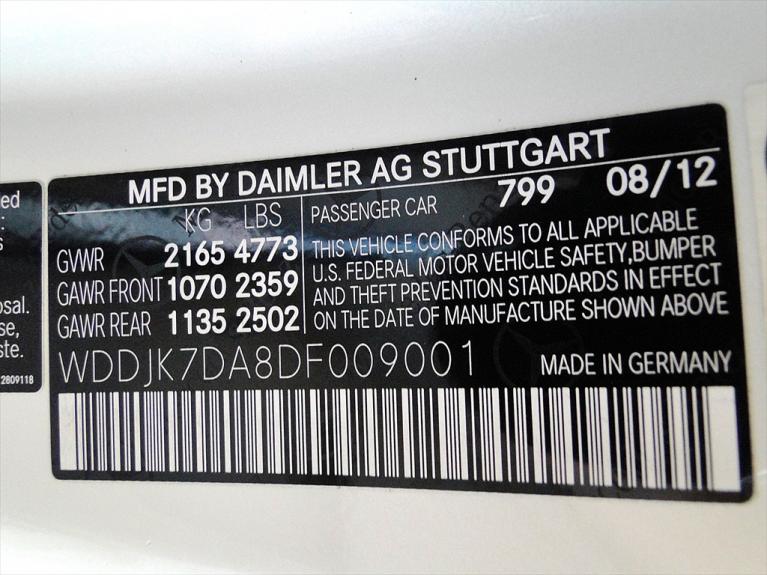 MFD BY DAIMLER AG STUTTGART
KG LBS
GVWR 2165 4773
GAWR FRONT 1070 2359
GAWR REAR 1135 2502
PASSENGER CAR 799 08/12
THIS VEHICLE CONFORMS TO ALL APPLICABLE
U.S. FEDERAL MOTOR VEHICLE SAFETY,BUMPER
AND THEFT PREVENTION STANDARDS IN EFFECT
ON THE DATE OF MANUFACTURE SHOWN ABOVE
WDDJK7DA8DF009001 MADE IN GERMANY
2809118